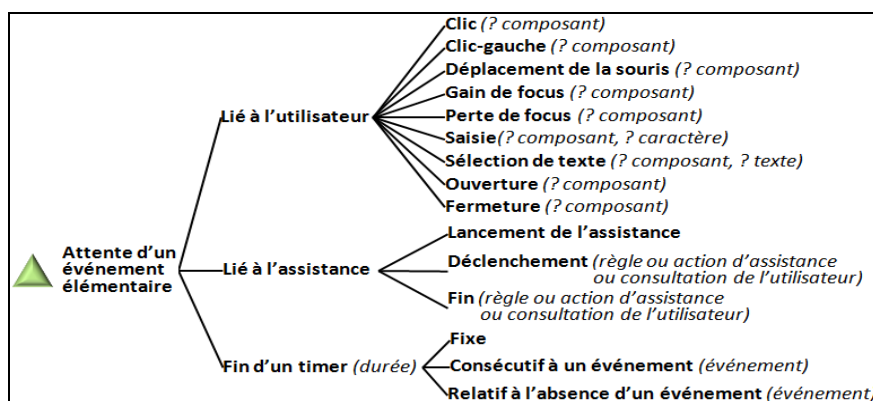 Clic (? composant)
Clic-gauche (? composant)
Déplacement de la souris (? composant)
Gain de focus (? composant)
Lié à l'utilisateur
Perte de focus (? composant)
Saisie(? composant, ? caractère)
Sélection de texte (? composant, ? texte)
Ouverture (? composant)
Fermeture (? composant)
Attente d'un
événement
élémentaire
Lié à l'assistance
Lancement de l'assistance
Déclenchement (règle ou action d'assistance
ou consultation de l'utilisateur)
Fin (règle ou action d'assistance
ou consultation de l'utilisateur)
Fin d'un timer (durée)
Fixe
Consécutif à un événement (événement)
Relatif à l'absence d'un événement (événement)